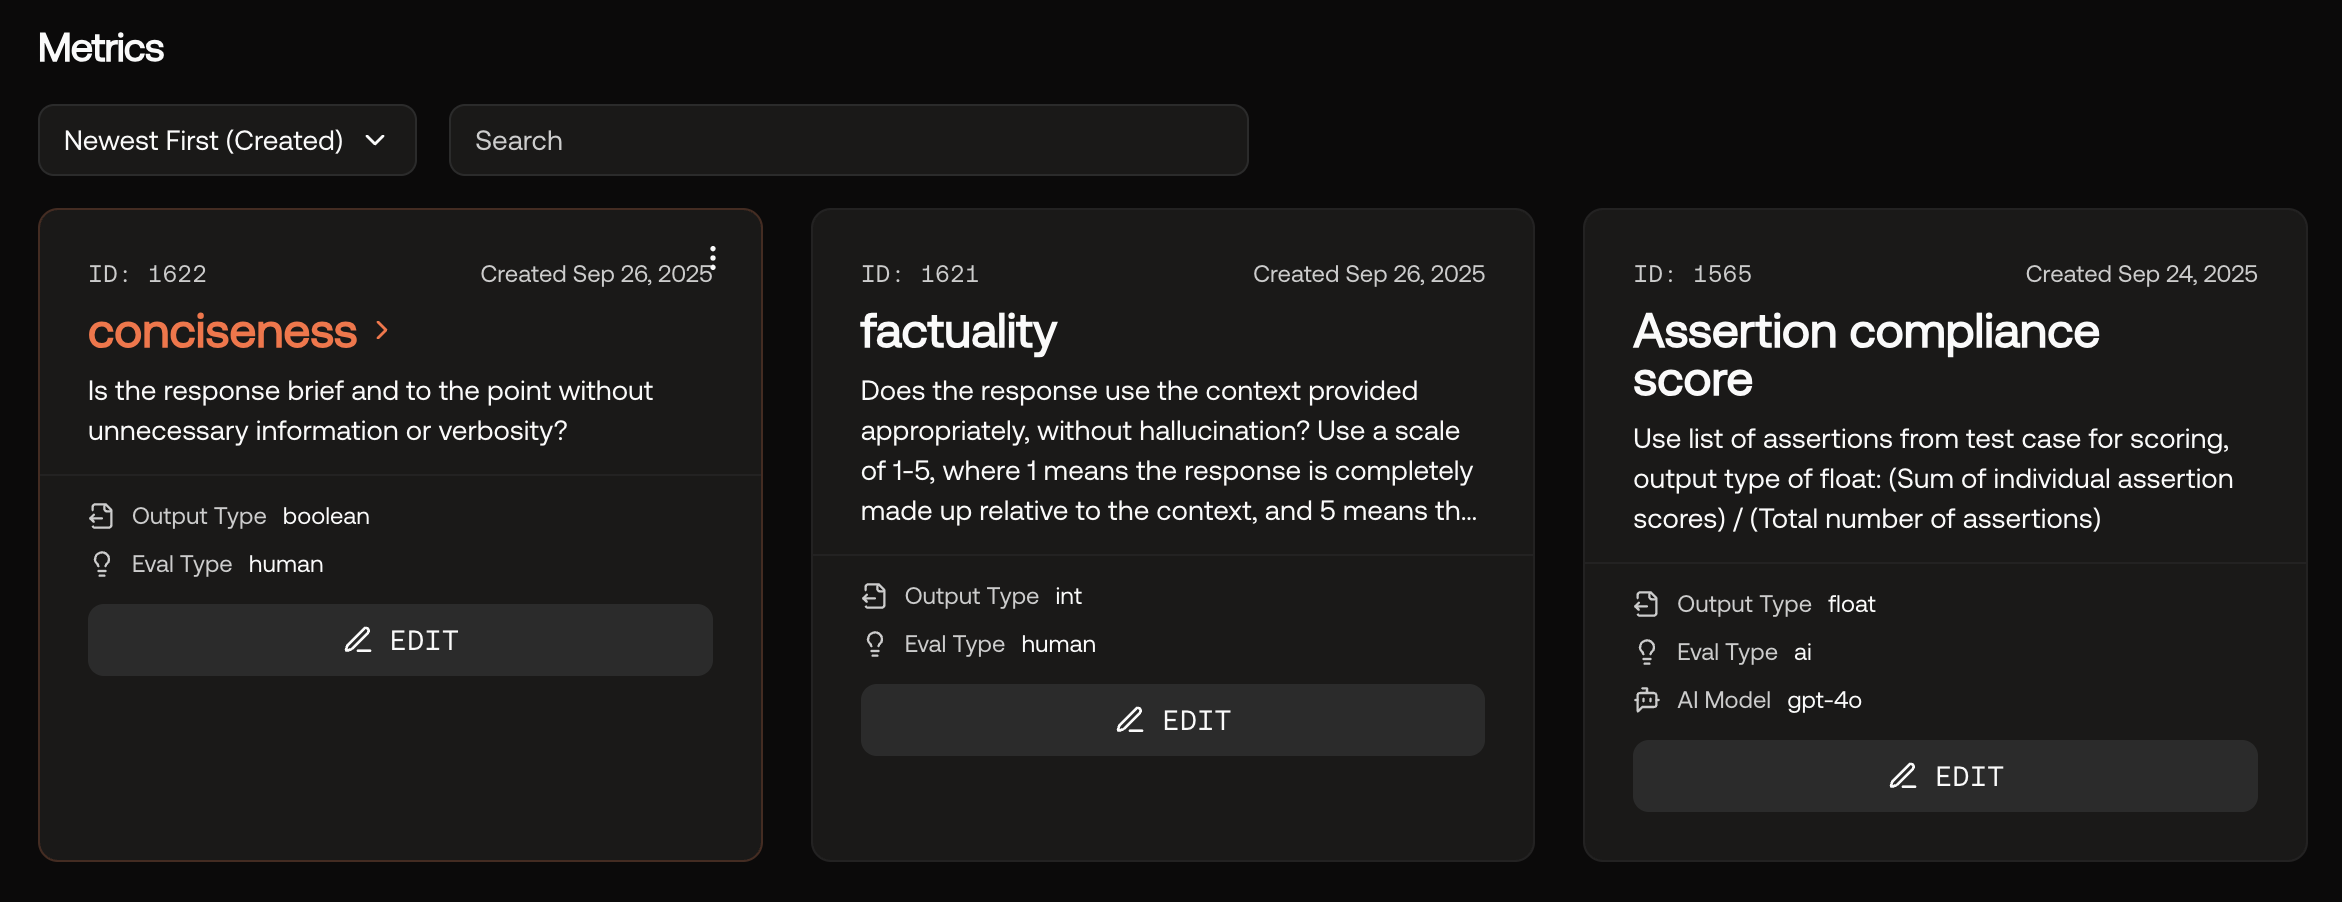 Metrics
Newest First (Created)
Search
ID: 1622
Created Sep 26, 2025
conciseness
Is the response brief and to the point without
unnecessary information or verbosity?
Output Type boolean
Eval Type human
EDIT
ID: 1621
Created Sep 26, 2025
factuality
Does the response use the context provided
appropriately, without hallucination? Use a scale
of 1-5, where 1 means the response is completely
made up relative to the context, and 5 means th...
Output Type int
Eval Type human
EDIT
ID: 1565
Created Sep 24, 2025
Assertion compliance
score
Use list of assertions from test case for scoring,
output type of float: (Sum of individual assertion
scores) / (Total number of assertions)
Output Type float
Eval Type ai
AI Model gpt-4o
EDIT